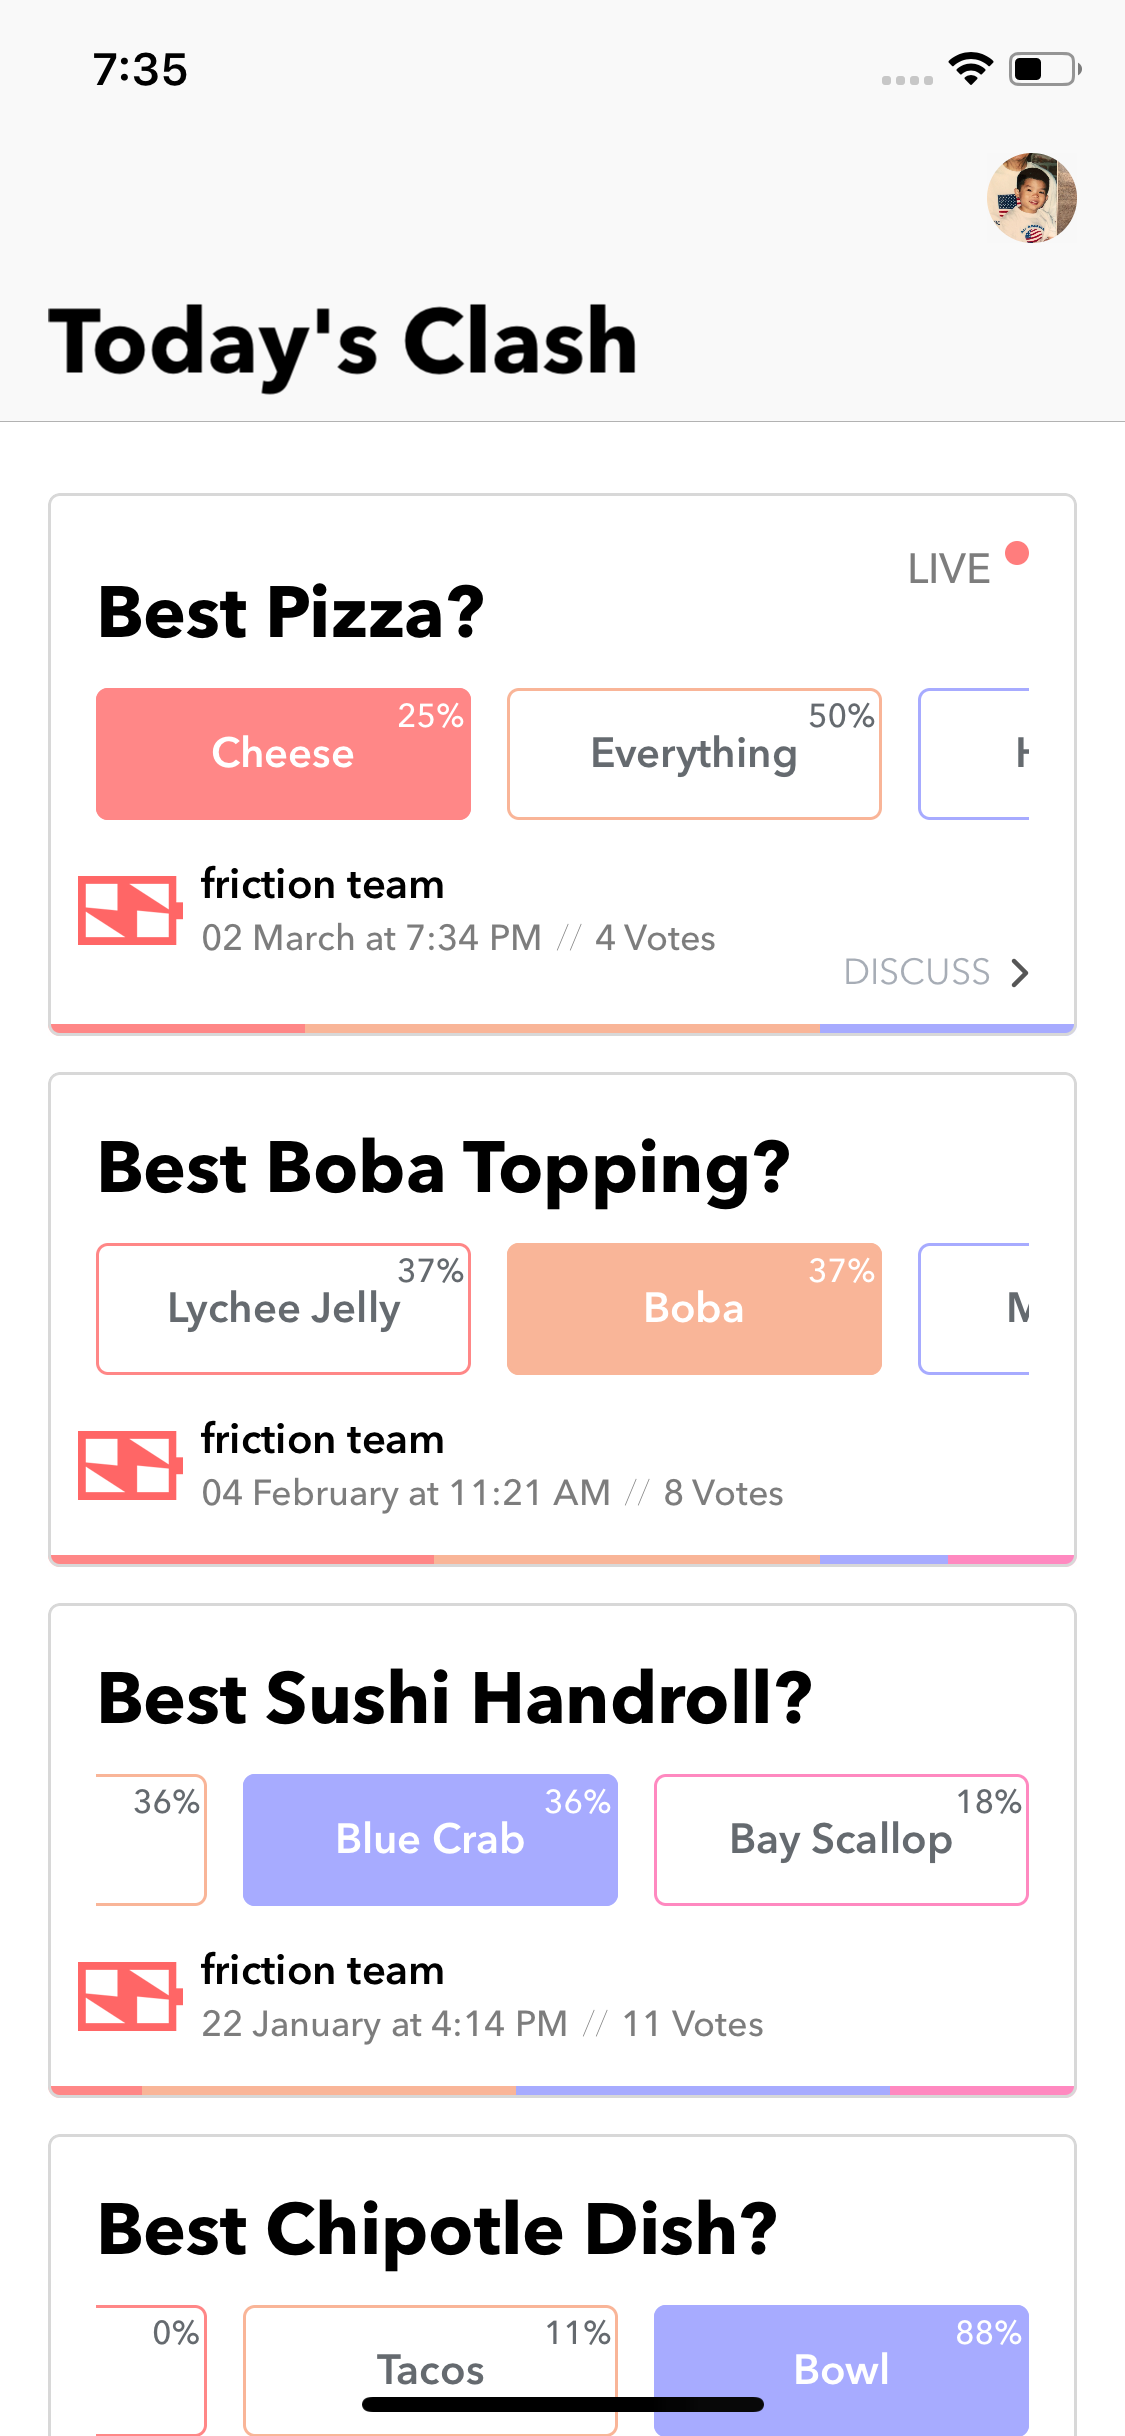 7:35
Today's Clash
LIVE
Best Pizza?
25%
Cheese
50%
Everything
friction team
02 March at 7:34 PM // 4 Votes
DISCUSS
Best Boba Topping?
37%
Lychee Jelly
37%
Boba
friction team
04 February at 11:21 AM // 8 Votes
Best Sushi Handroll?
36%
36%
Blue Crab
18%
Bay Scallop
friction team
22 January at 4:14 PM // 11 Votes
Best Chipotle Dish?
0%
11%
Tacos
88%
Bowl